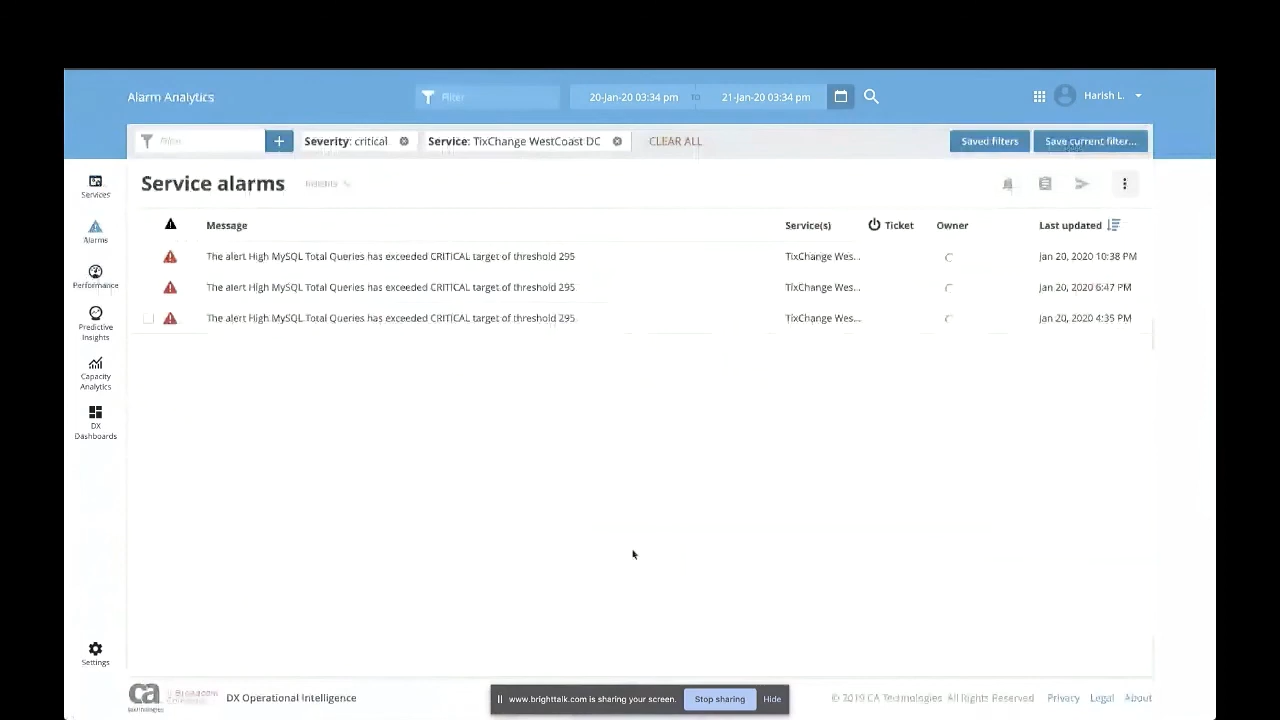 Alarm Analytics
Filter
20-Jan-20 03:34 pm TO 21-Jan-20 03:34 pm
Harish L.
Filter
+
Severity: critical
Service: TixChange WestCoast DC
CLEAR ALL
Saved filters
Save current filter...
Service alarms
Message Service(s) Ticket Owner Last updated
The alert High MySQL Total Queries has exceeded CRITICAL target of threshold 295 TixChange Wes... Jan 20, 2020 10:38 PM
The alert High MySQL Total Queries has exceeded CRITICAL target of threshold 295 TixChange Wes... Jan 20, 2020 6:47 PM
The alert High MySQL Total Queries has exceeded CRITICAL target of threshold 295 TixChange Wes... Jan 20, 2020 4:35 PM
Services
Alarms
Performance
Predictive
Insights
Capacity
Analytics
DX
Dashboards
Settings
ca
technologies
Broadcom
DX Operational Intelligence
www.brighttalk.com is sharing your screen.
Stop sharing
Hide
© 2019 CA Technologies. All Rights Reserved
Privacy
Legal
About